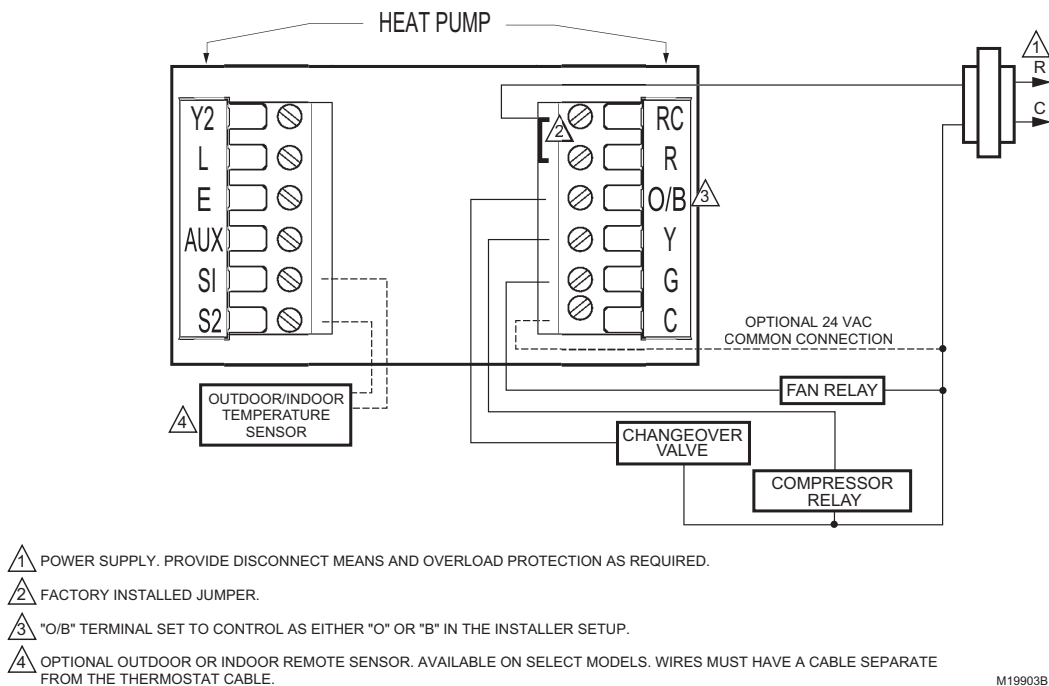 HEAT PUMP
1
R
C
Y2
L
E
AUX
S1
S2
2
RC
R
O/B
3
Y
G
C
OPTIONAL 24 VAC
COMMON CONNECTION
FAN RELAY
4
OUTDOOR/INDOOR
TEMPERATURE
SENSOR
CHANGEOVER
VALVE
COMPRESSOR
RELAY
1 POWER SUPPLY. PROVIDE DISCONNECT MEANS AND OVERLOAD PROTECTION AS REQUIRED.
2 FACTORY INSTALLED JUMPER.
3 "O/B" TERMINAL SET TO CONTROL AS EITHER "O" OR "B" IN THE INSTALLER SETUP.
4 OPTIONAL OUTDOOR OR INDOOR REMOTE SENSOR. AVAILABLE ON SELECT MODELS. WIRES MUST HAVE A CABLE SEPARATE
FROM THE THERMOSTAT CABLE.
M19903B